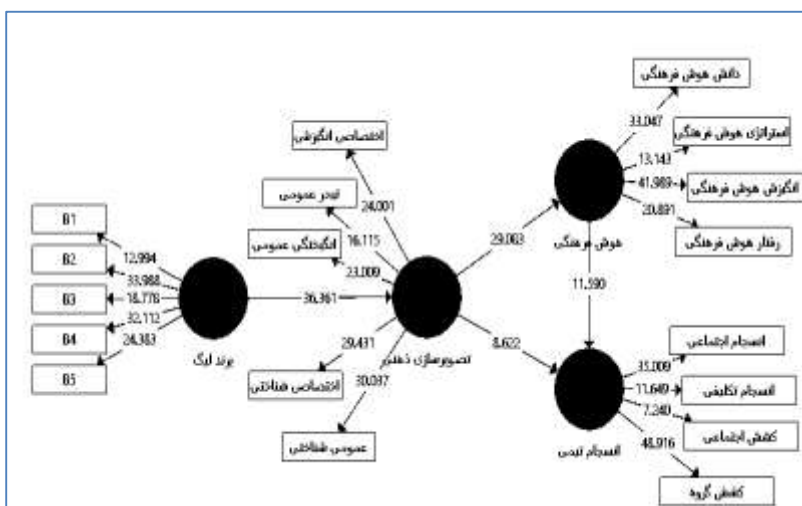 دانش هوش فرهنگی
33.047
استراتژی هوش فرهنگی
13.143
انگیزش هوش فرهنگی
41.989
رفتار هوش فرهنگی
20.891
هوش فرهنگی
اختصاصی انگیزشی
24.001
تبحر عمومی
16.115
انگیختگی عمومی
23.009
B1
12.994
B2
33.988
B3
18.778
B4
32.112
B5
24.383
برند لیگ
36.361
تصویرسازی ذهنی
29.063
11.590
8.622
29.431
اختصاصی شناختی
30.037
عمومی شناختی
انسجام اجتماعی
35.009
انسجام تکلیفی
11.649
کشش اجتماعی
7.240
48.916
کشش گروه
انسجام تیمی